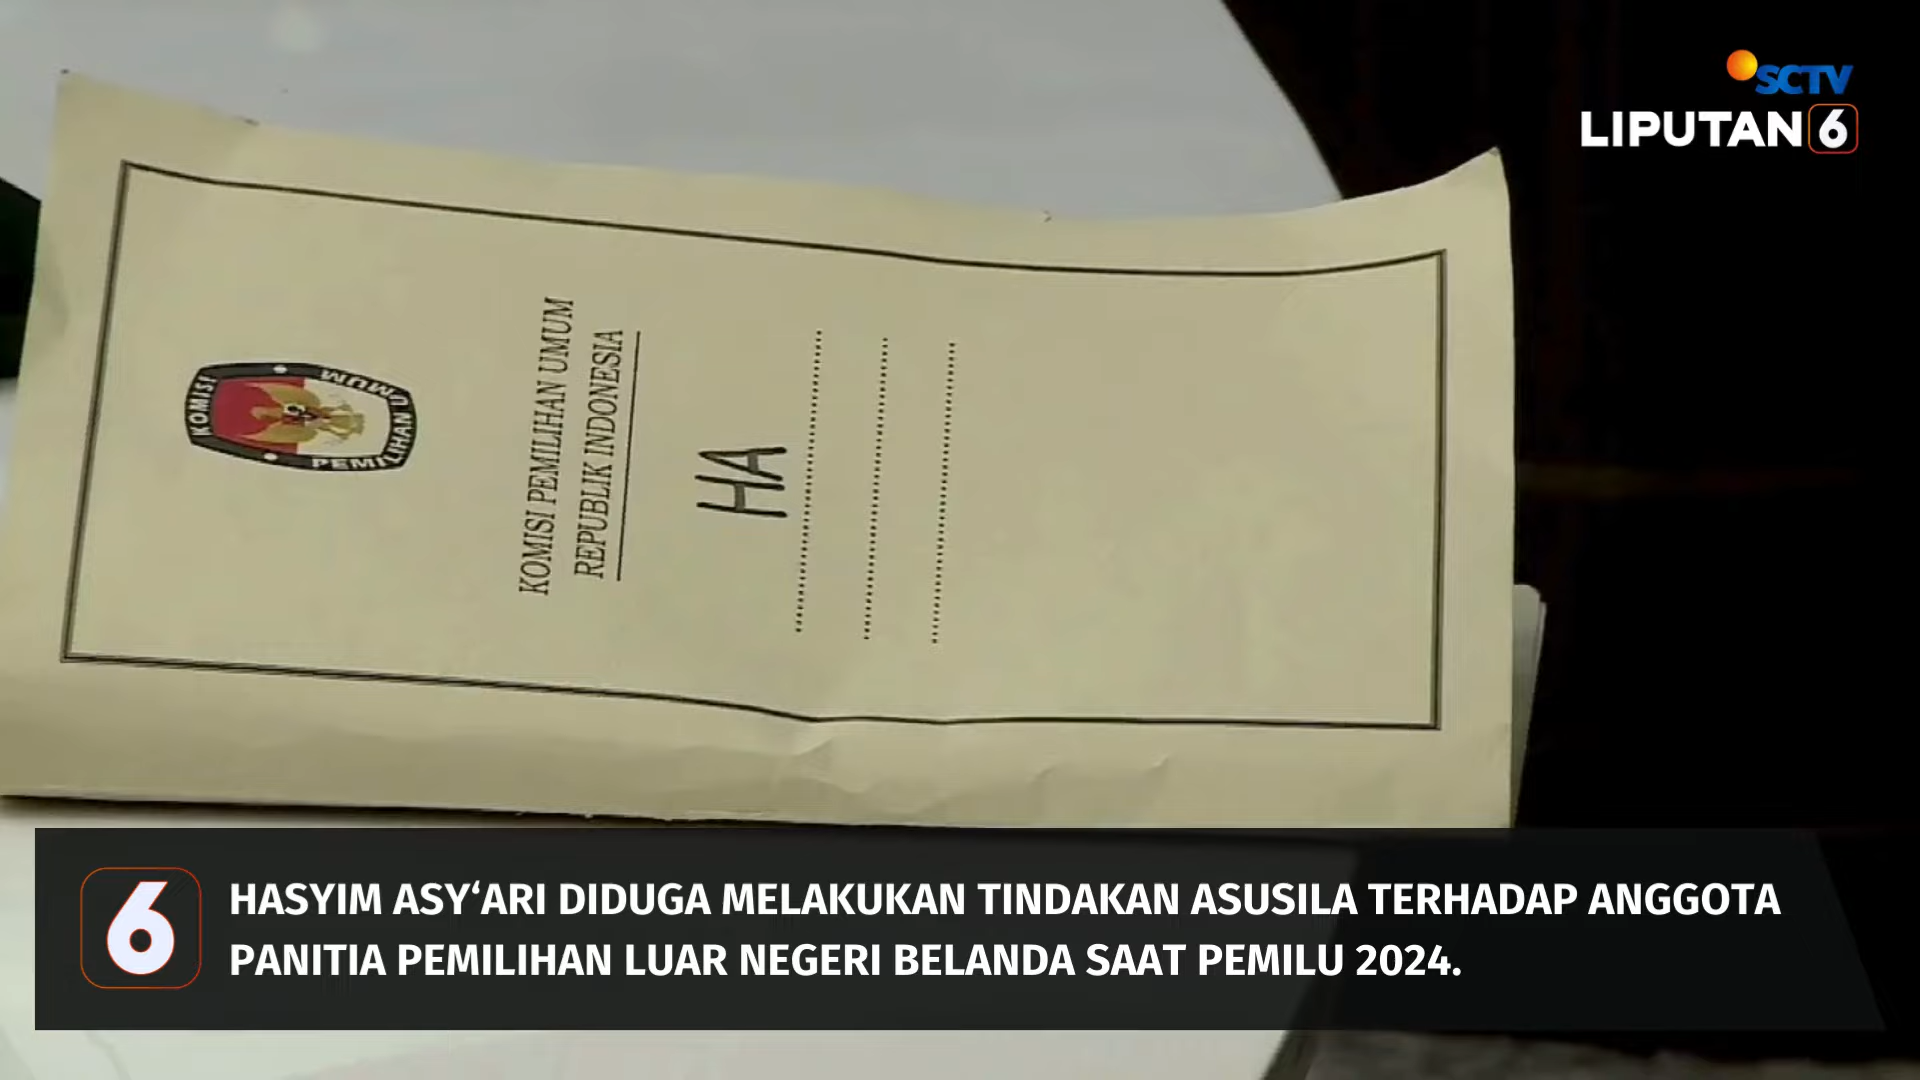 SCTV
LIPUTAN 6
KOMISI
PEMILIHAN UMUM
KOMISI PEMILIHAN UMUM
REPUBLIK INDONESIA
HA
6
HASYIM ASY‘ARI DIDUGA MELAKUKAN TINDAKAN ASUSILA TERHADAP ANGGOTA
PANITIA PEMILIHAN LUAR NEGERI BELANDA SAAT PEMILU 2024.